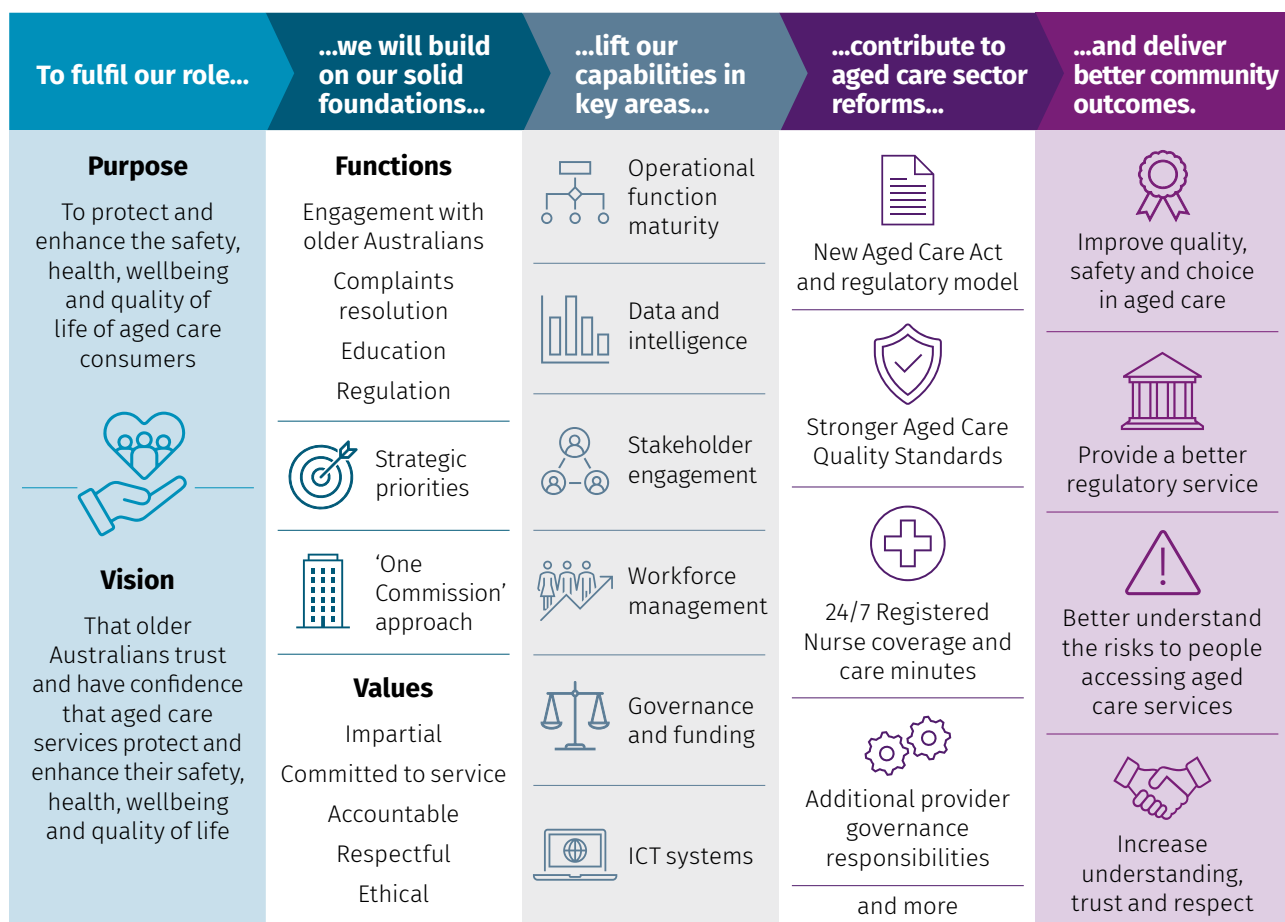 To fulfil our role...
...we will build
on our solid
foundations...
...lift our
capabilities in
key areas...
...contribute to
aged care sector
reforms...
...and deliver
better community
outcomes.
Purpose
To protect and
enhance the safety,
health, wellbeing
and quality of
life of aged care
consumers
Vision
That older
Australians trust
and have confidence
that aged care
services protect and
enhance their safety,
health, wellbeing
and quality of life
Functions
Engagement with
older Australians
Complaints
resolution
Education
Regulation
Strategic
priorities
‘One
Commission’
approach
Values
Impartial
Committed to service
Accountable
Respectful
Ethical
Operational
function
maturity
Data and
intelligence
Stakeholder
engagement
Workforce
management
Governance
and funding
ICT systems
New Aged Care Act
and regulatory model
Stronger Aged Care
Quality Standards
24/7 Registered
Nurse coverage and
care minutes
Additional provider
governance
responsibilities
and more
Improve quality,
safety and choice
in aged care
Provide a better
regulatory service
Better understand
the risks to people
accessing aged
care services
Increase
understanding,
trust and respect